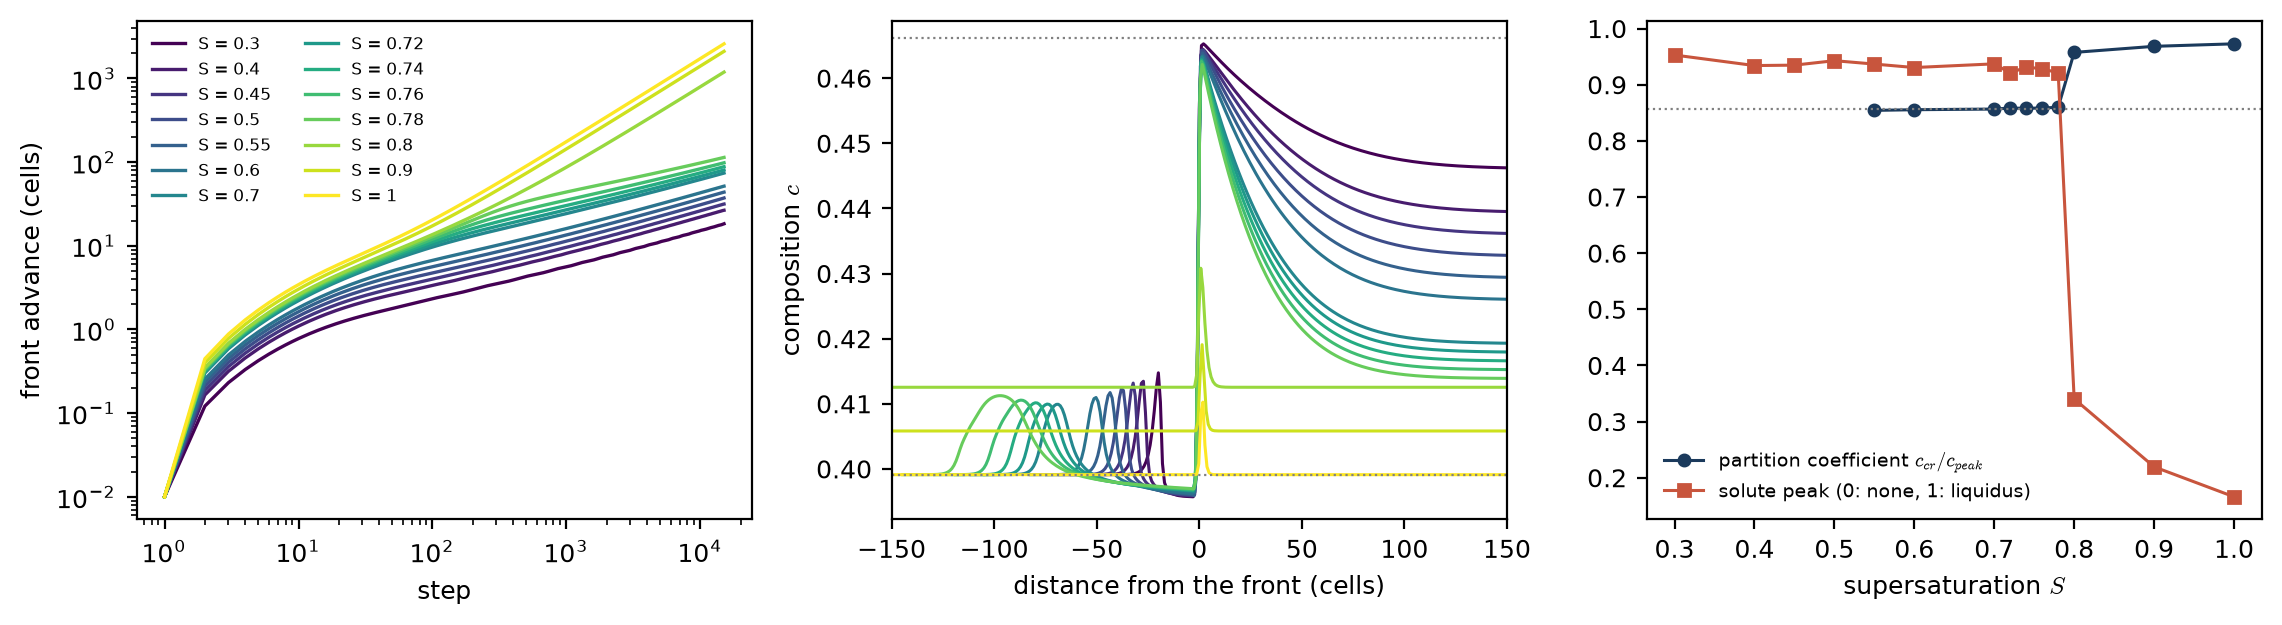 10³
10²
10¹
10⁰
10⁻¹
10⁻²
front advance (cells)
S = 0.3
S = 0.4
S = 0.45
S = 0.5
S = 0.55
S = 0.6
S = 0.7
S = 0.72
S = 0.74
S = 0.76
S = 0.78
S = 0.8
S = 0.9
S = 1
10⁰ 10¹ 10² 10³ 10⁴
step
0.46
0.45
0.44
0.43
0.42
0.41
0.40
composition c
−150 −100 −50 0 50 100 150
distance from the front (cells)
1.0
0.9
0.8
0.7
0.6
0.5
0.4
0.3
0.2
partition coefficient c_cr/c_peak
solute peak (0: none, 1: liquidus)
0.3 0.4 0.5 0.6 0.7 0.8 0.9 1.0
supersaturation S